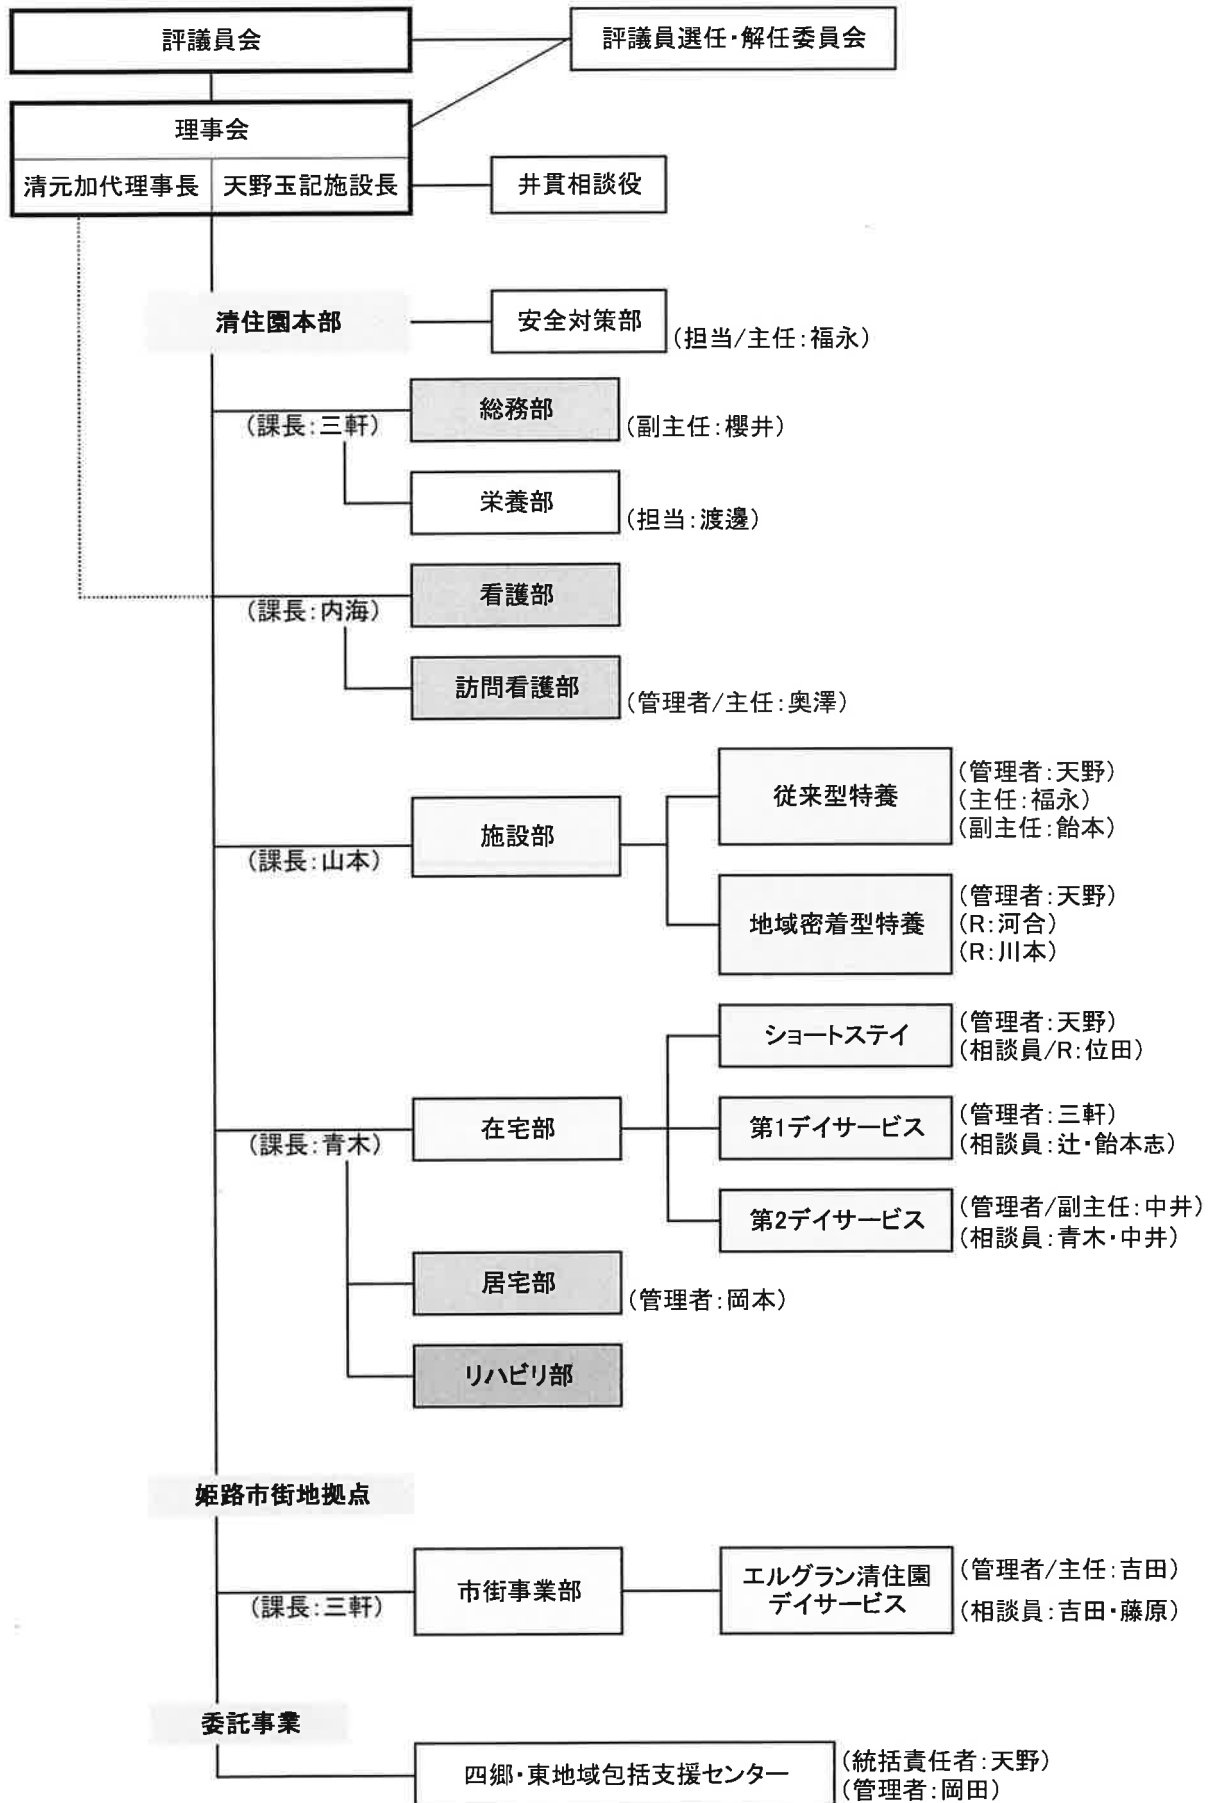 評議員会
評議員選任・解任委員会
理事会
清元加代理事長
天野玉記施設長
井貫相談役
清住園本部
安全対策部
(担当/主任:福永)
総務部
(課長:三軒)
(副主任:櫻井)
栄養部
(担当:渡邊)
看護部
(課長:内海)
訪問看護部
(管理者/主任:奥澤)
施設部
(課長:山本)
従来型特養
(管理者:天野)
(主任:福永)
(副主任:飴本)
地域密着型特養
(管理者:天野)
(R:河合)
(R:川本)
ショートステイ
(管理者:天野)
(相談員/R:位田)
在宅部
(課長:青木)
第1デイサービス
(管理者:三軒)
(相談員:辻・飴本志)
第2デイサービス
(管理者/副主任:中井)
(相談員:青木・中井)
居宅部
(管理者:岡本)
リハビリ部
姫路市街地拠点
市街事業部
(課長:三軒)
エルグラン清住園
デイサービス
(管理者/主任:吉田)
(相談員:吉田・藤原)
委託事業
四郷・東地域包括支援センター
(統括責任者:天野)
(管理者:岡田)